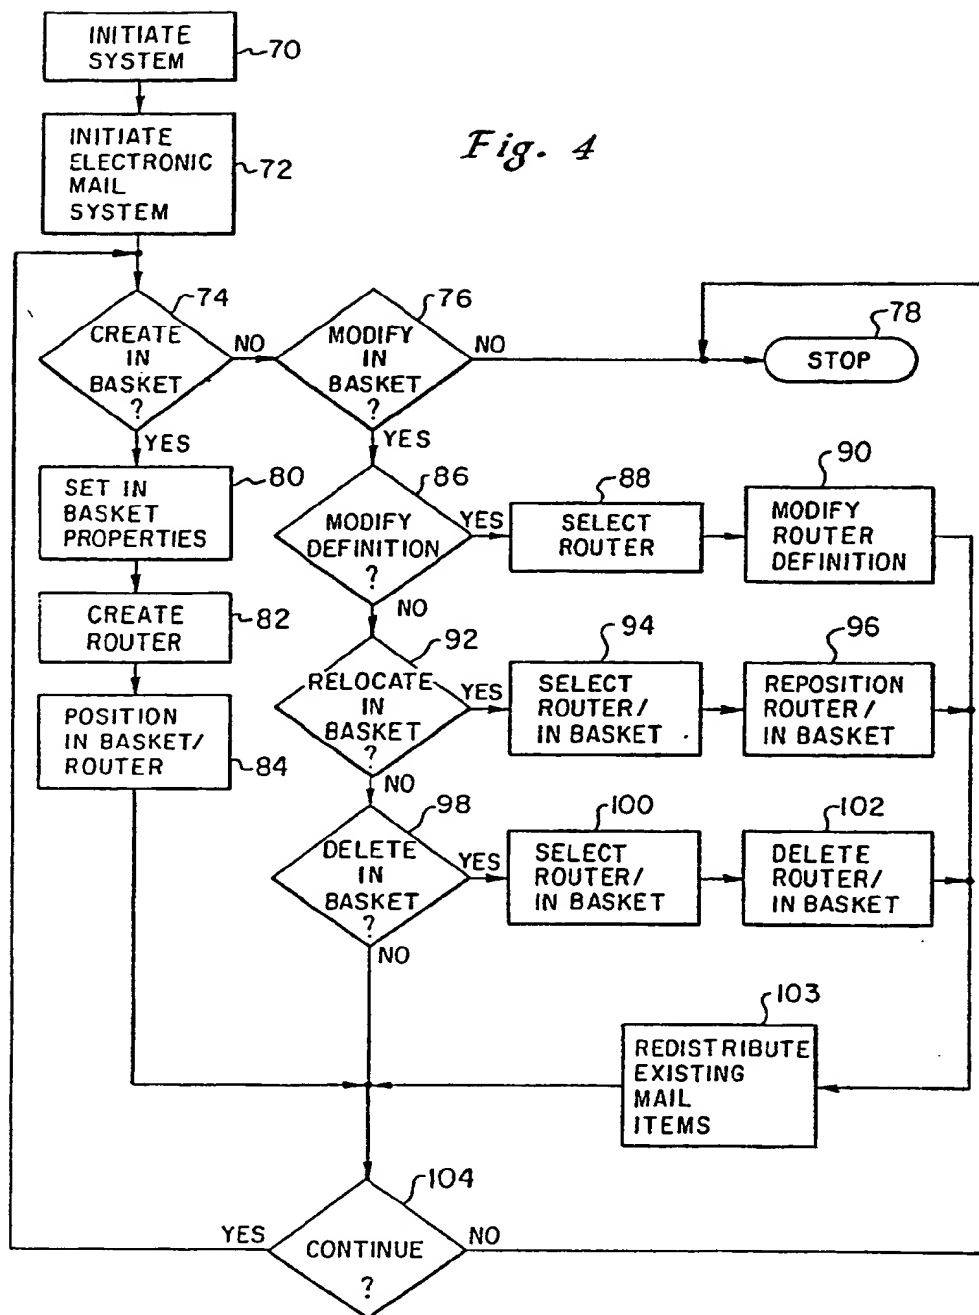 INITIATE
SYSTEM
70
INITIATE
ELECTRONIC
MAIL
SYSTEM
72
Fig. 4
CREATE
IN
BASKET
?
74
NO
YES
MODIFY
IN
BASKET
?
76
NO
YES
78
STOP
SET IN
BASKET
PROPERTIES
80
CREATE
ROUTER
82
POSITION
IN BASKET/
ROUTER
84
MODIFY
DEFINITION
?
86
YES
NO
88
SELECT
ROUTER
90
MODIFY
ROUTER
DEFINITION
RELOCATE
IN
BASKET
?
92
YES
NO
94
SELECT
ROUTER/
IN BASKET
96
REPOSITION
ROUTER/
IN BASKET
DELETE
IN
BASKET
?
98
YES
NO
100
SELECT
ROUTER/
IN BASKET
102
DELETE
ROUTER/
IN BASKET
103
REDISTRIBUTE
EXISTING
MAIL
ITEMS
104
YES
CONTINUE
?
NO